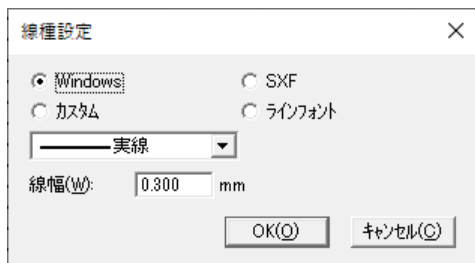 線種設定
Windows SXF
カスタム ラインフォント
実線
線幅(W): 0.300 mm
OK(O) キャンセル(C)